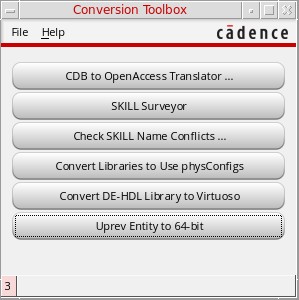 Conversion Toolbox
File Help cādence
CDB to OpenAccess Translator ...
SKILL Surveyor
Check SKILL Name Conflicts ...
Convert Libraries to Use physConfigs
Convert DE-HDL Library to Virtuoso
Uprev Entity to 64-bit
3